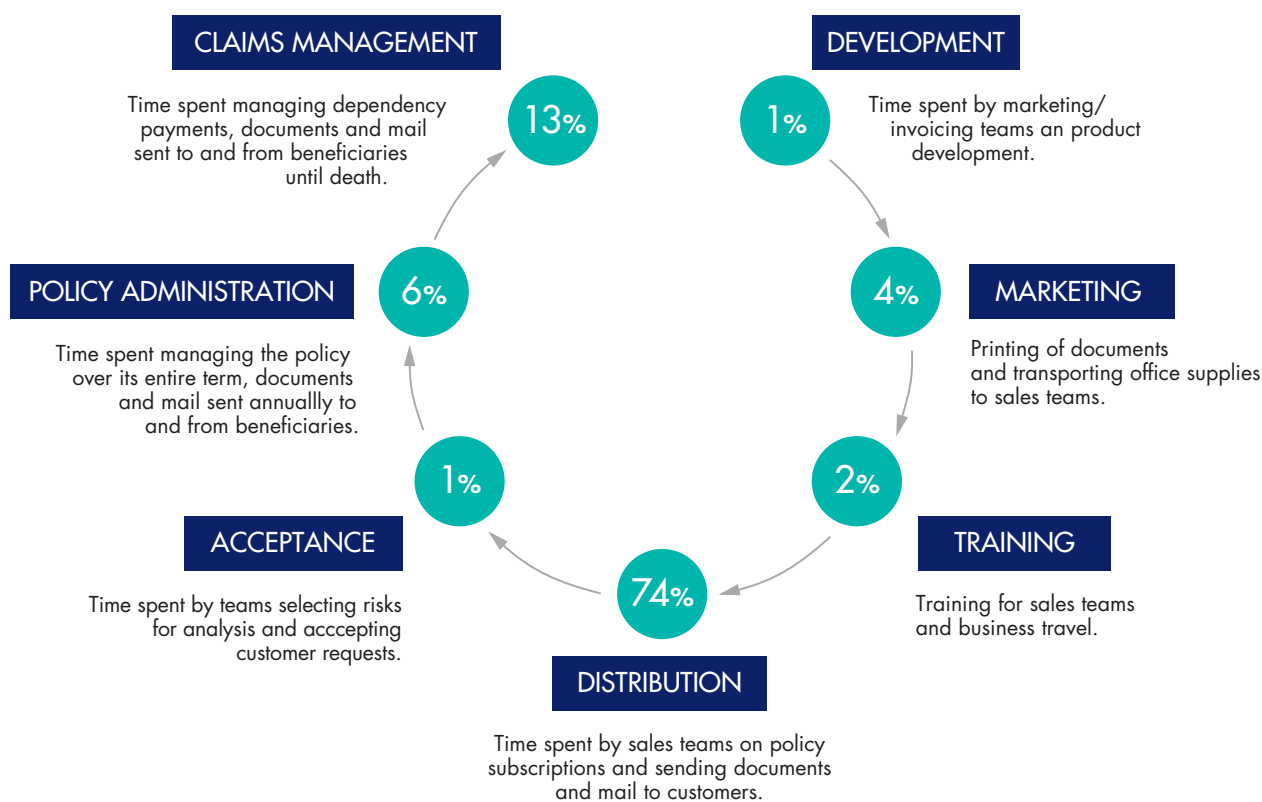 CLAIMS MANAGEMENT
Time spent managing dependency
payments, documents and mail
sent to and from beneficiaries
until death.
13%
DEVELOPMENT
1%
Time spent by marketing/
invoicing teams an product
development.
POLICY ADMINISTRATION
6%
Time spent managing the policy
over its entire term, documents
and mail sent annuallly to
and from beneficiaries.
4%
MARKETING
Printing of documents
and transporting office supplies
to sales teams.
1%
ACCEPTANCE
Time spent by teams selecting risks
for analysis and acccepting
customer requests.
2%
TRAINING
Training for sales teams
and business travel.
74%
DISTRIBUTION
Time spent by sales teams on policy
subscriptions and sending documents
and mail to customers.